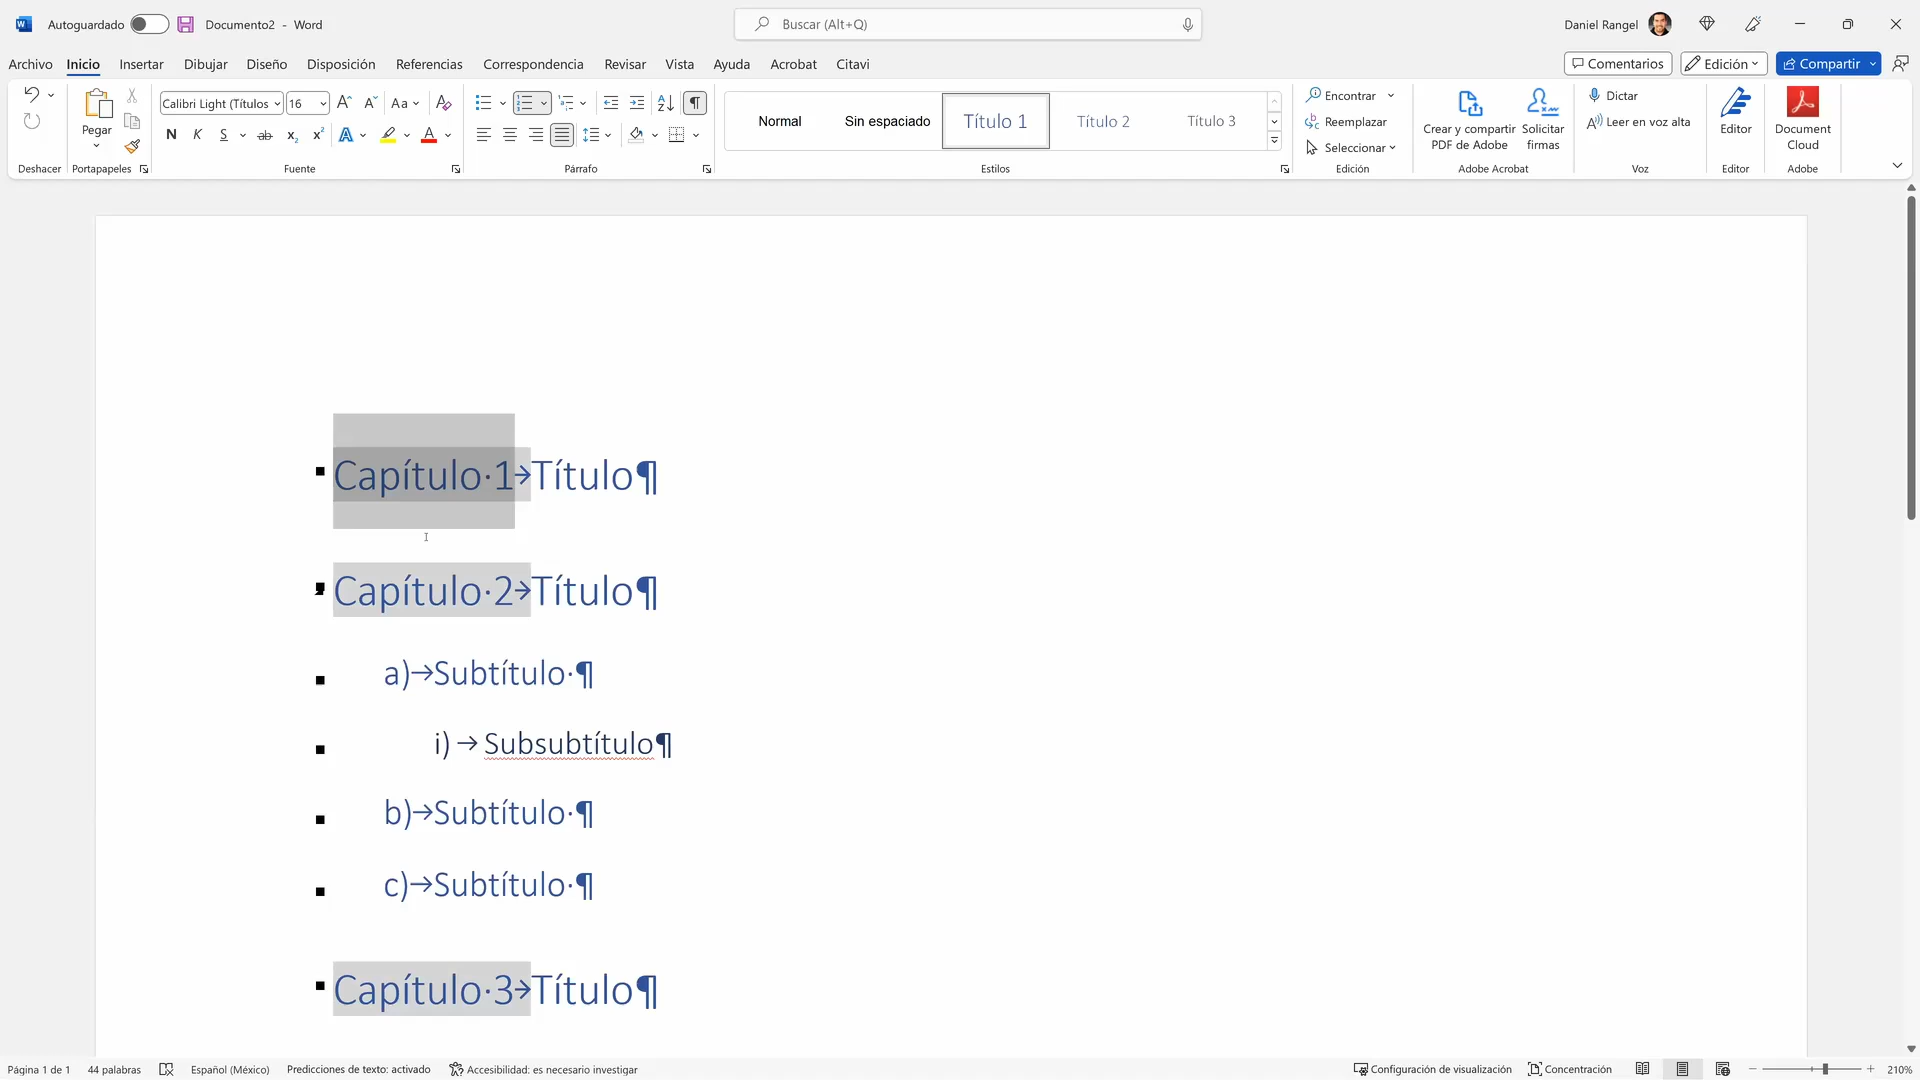 Autoguardado Documento2 - Word Buscar (Alt+Q) Daniel Rangel
Archivo Inicio Insertar Dibujar Diseño Disposición Referencias Correspondencia Revisar Vista Ayuda Acrobat Citavi Comentarios Edición Compartir
Pegar
Calibri Light (Títulos 16 Aa
N K S ab x₂ x² A A
Normal Sin espaciado Título 1 Título 2 Título 3
Encontrar
Reemplazar
Seleccionar
Crear y compartir PDF de Adobe
Solicitar firmas
Dictar
Leer en voz alta
Editor
Document Cloud
Deshacer Portapapeles Fuente Párrafo Estilos Edición Adobe Acrobat Voz Editor Adobe
Capítulo·1→Título¶
Capítulo·2→Título¶
a)→Subtítulo·¶
i)→Subsubtítulo¶
b)→Subtítulo·¶
c)→Subtítulo·¶
Capítulo·3→Título¶
Página 1 de 1 44 palabras Español (México) Predicciones de texto: activado Accesibilidad: es necesario investigar Configuración de visualización Concentración 210%